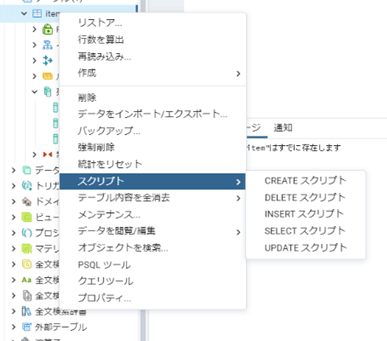 item
リストア...
行数を算出
再読み込み...
作成
削除
データをインポート/エクスポート...
バックアップ...
強制削除
統計をリセット
スクリプト
テーブル内容を全消去
メンテナンス...
データを閲覧/編集
オブジェクトを検索...
PSQL ツール
クエリツール
プロパティ...
CREATE スクリプト
DELETE スクリプト
INSERT スクリプト
SELECT スクリプト
UPDATE スクリプト
ージ
通知
item"はすでに存在します
データ
トリガ
ドメイ
ビュー
プロシ
マテリ
全文検
Aa 全文検
全文検
全文検索辞書
外部テーブル